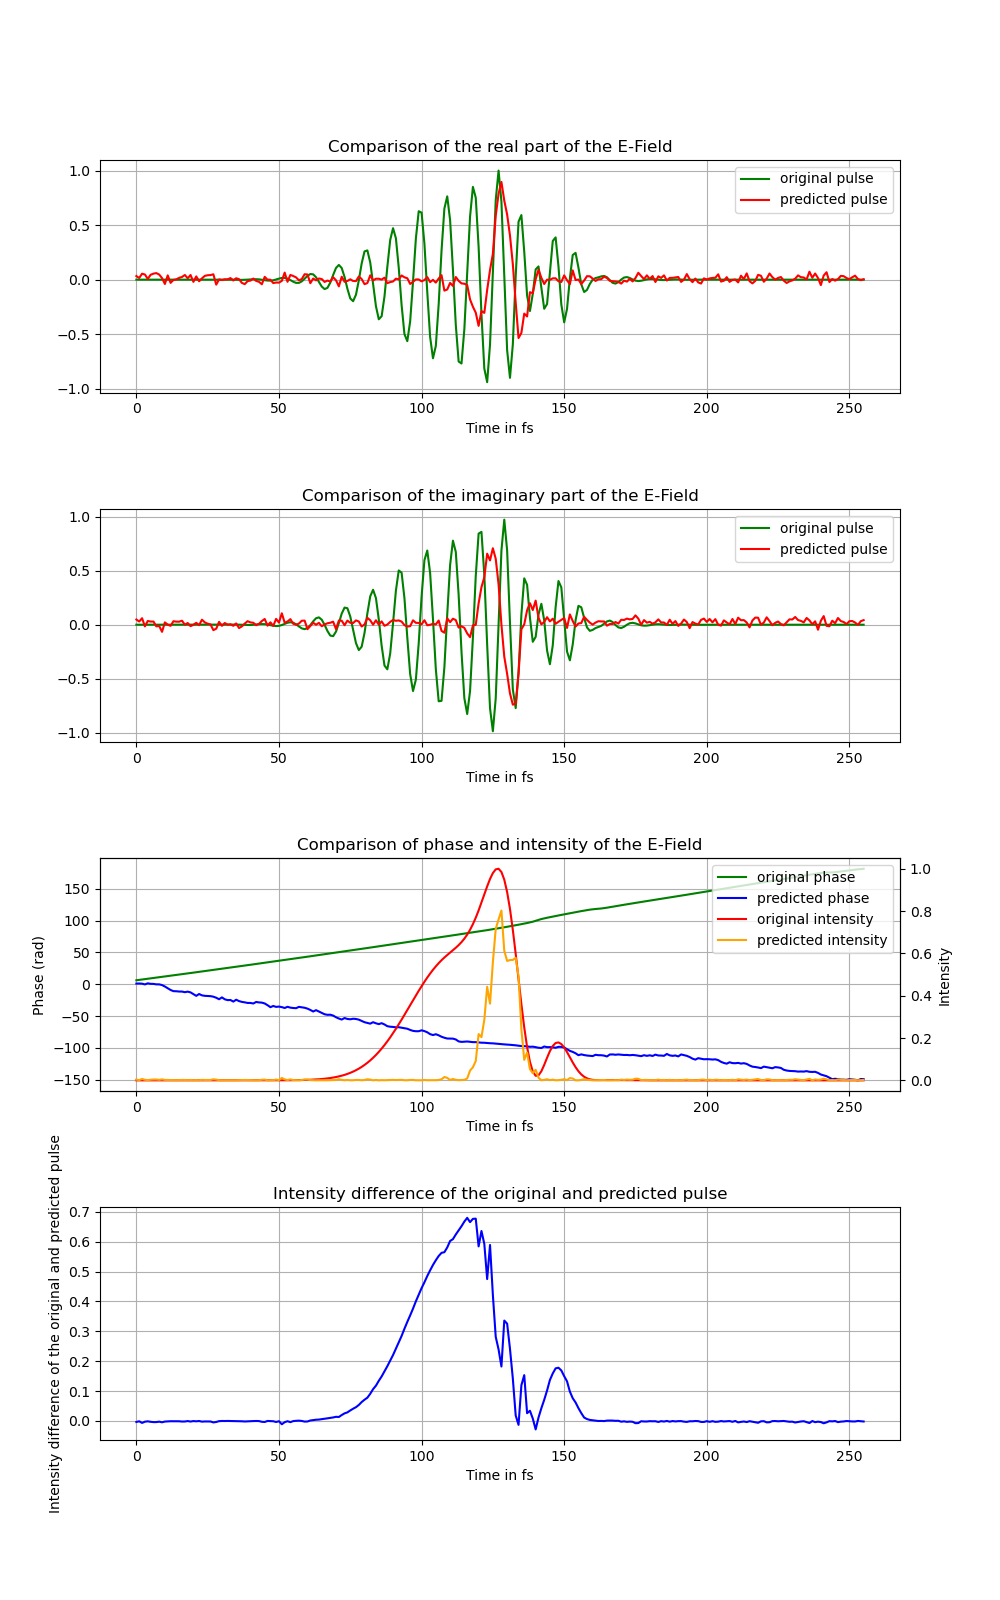 Comparison of the real part of the E-Field
original pulse
predicted pulse
1.0
0.5
0.0
−0.5
−1.0
0 50 100 150 200 250
Time in fs
Comparison of the imaginary part of the E-Field
original pulse
predicted pulse
1.0
0.5
0.0
−0.5
−1.0
0 50 100 150 200 250
Time in fs
Comparison of phase and intensity of the E-Field
original phase
predicted phase
original intensity
predicted intensity
Phase (rad)
150
100
50
0
−50
−100
−150
1.0
0.8
0.6
0.4
0.2
0.0
Intensity
0 50 100 150 200 250
Time in fs
Intensity difference of the original and predicted pulse
Intensity difference of the original and predicted pulse
0.7
0.6
0.5
0.4
0.3
0.2
0.1
0.0
0 50 100 150 200 250
Time in fs